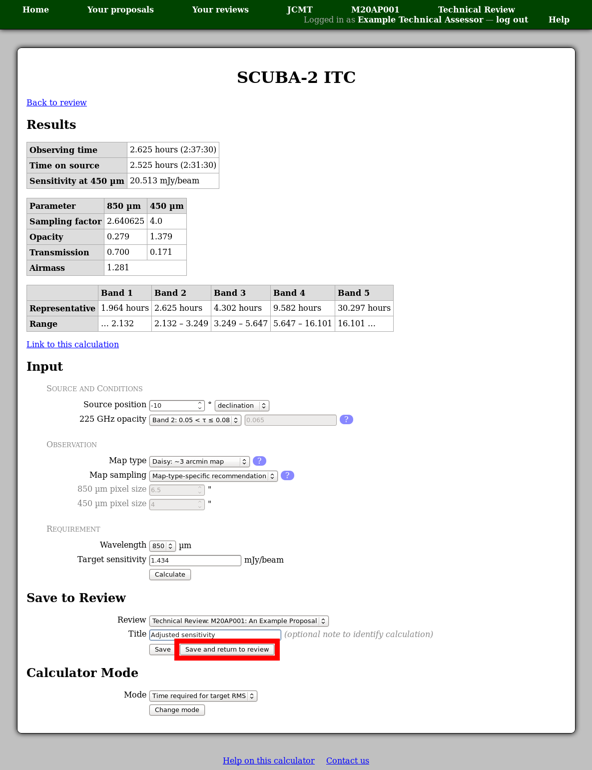 Home Your proposals Your reviews JCMT M20AP001 Technical Review
Logged in as Example Technical Assessor — log out Help
SCUBA-2 ITC
Back to review
Results
Observing time 2.625 hours (2:37:30)
Time on source 2.525 hours (2:31:30)
Sensitivity at 450 µm 20.513 mJy/beam
Parameter 850 µm 450 µm
Sampling factor 2.640625 4.0
Opacity 0.279 1.379
Transmission 0.700 0.171
Airmass 1.281
Band 1 Band 2 Band 3 Band 4 Band 5
Representative 1.964 hours 2.625 hours 4.302 hours 9.582 hours 30.297 hours
Range ... 2.132 2.132 – 3.249 3.249 – 5.647 5.647 – 16.101 16.101 ...
Link to this calculation
Input
Source and Conditions
Source position -10 ° declination
225 GHz opacity Band 2: 0.05 < τ ≤ 0.08 0.065 ?
Observation
Map type Daisy: ~3 arcmin map ?
Map sampling Map-type-specific recommendation ?
850 µm pixel size 6.5 "
450 µm pixel size 4 "
Requirement
Wavelength 850 µm
Target sensitivity 1.434 mJy/beam
Calculate
Save to Review
Review Technical Review: M20AP001: An Example Proposal
Title Adjusted sensitivity (optional note to identify calculation)
Save Save and return to review
Calculator Mode
Mode Time required for target RMS
Change mode
Help on this calculator Contact us